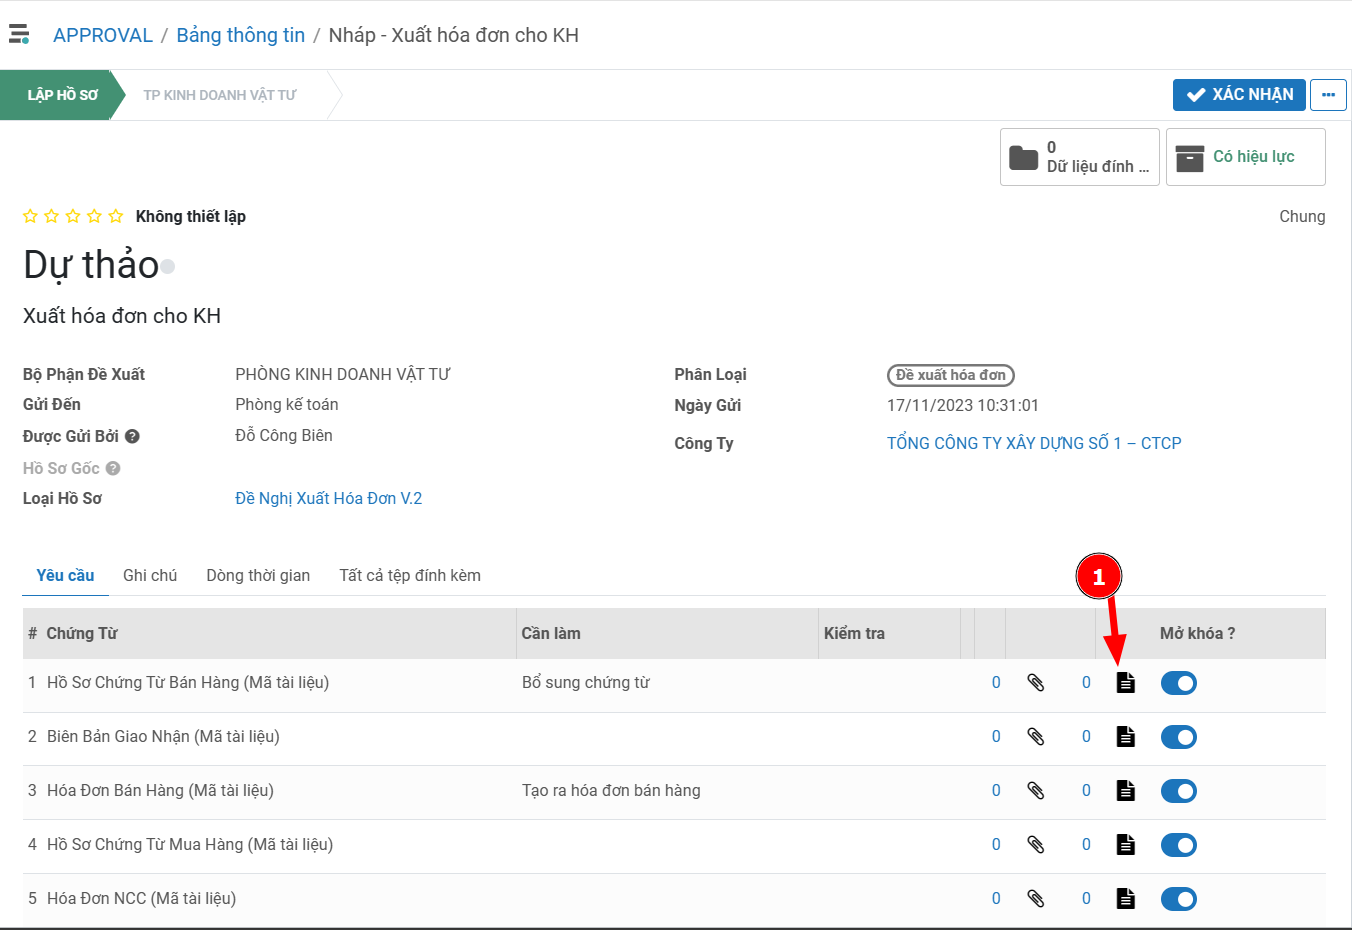 APPROVAL / Bảng thông tin / Nháp - Xuất hóa đơn cho KH
LẬP HỒ SƠ TP KINH DOANH VẬT TƯ XÁC NHẬN
0
Dữ liệu đính ...
Có hiệu lực
Không thiết lập Chung
Dự thảo
Xuất hóa đơn cho KH
Bộ Phận Đề Xuất PHÒNG KINH DOANH VẬT TƯ Phân Loại Đề xuất hóa đơn
Gửi Đến Phòng kế toán Ngày Gửi 17/11/2023 10:31:01
Được Gửi Bởi ? Đỗ Công Biên Công Ty TỔNG CÔNG TY XÂY DỰNG SỐ 1 – CTCP
Hồ Sơ Gốc ?
Loại Hồ Sơ Đề Nghị Xuất Hóa Đơn V.2
Yêu cầu Ghi chú Dòng thời gian Tất cả tệp đính kèm
1
# Chứng Từ Cần làm Kiểm tra Mở khóa ?
1 Hồ Sơ Chứng Từ Bán Hàng (Mã tài liệu) Bổ sung chứng từ 0 0
2 Biên Bản Giao Nhận (Mã tài liệu) 0 0
3 Hóa Đơn Bán Hàng (Mã tài liệu) Tạo ra hóa đơn bán hàng 0 0
4 Hồ Sơ Chứng Từ Mua Hàng (Mã tài liệu) 0 0
5 Hóa Đơn NCC (Mã tài liệu) 0 0